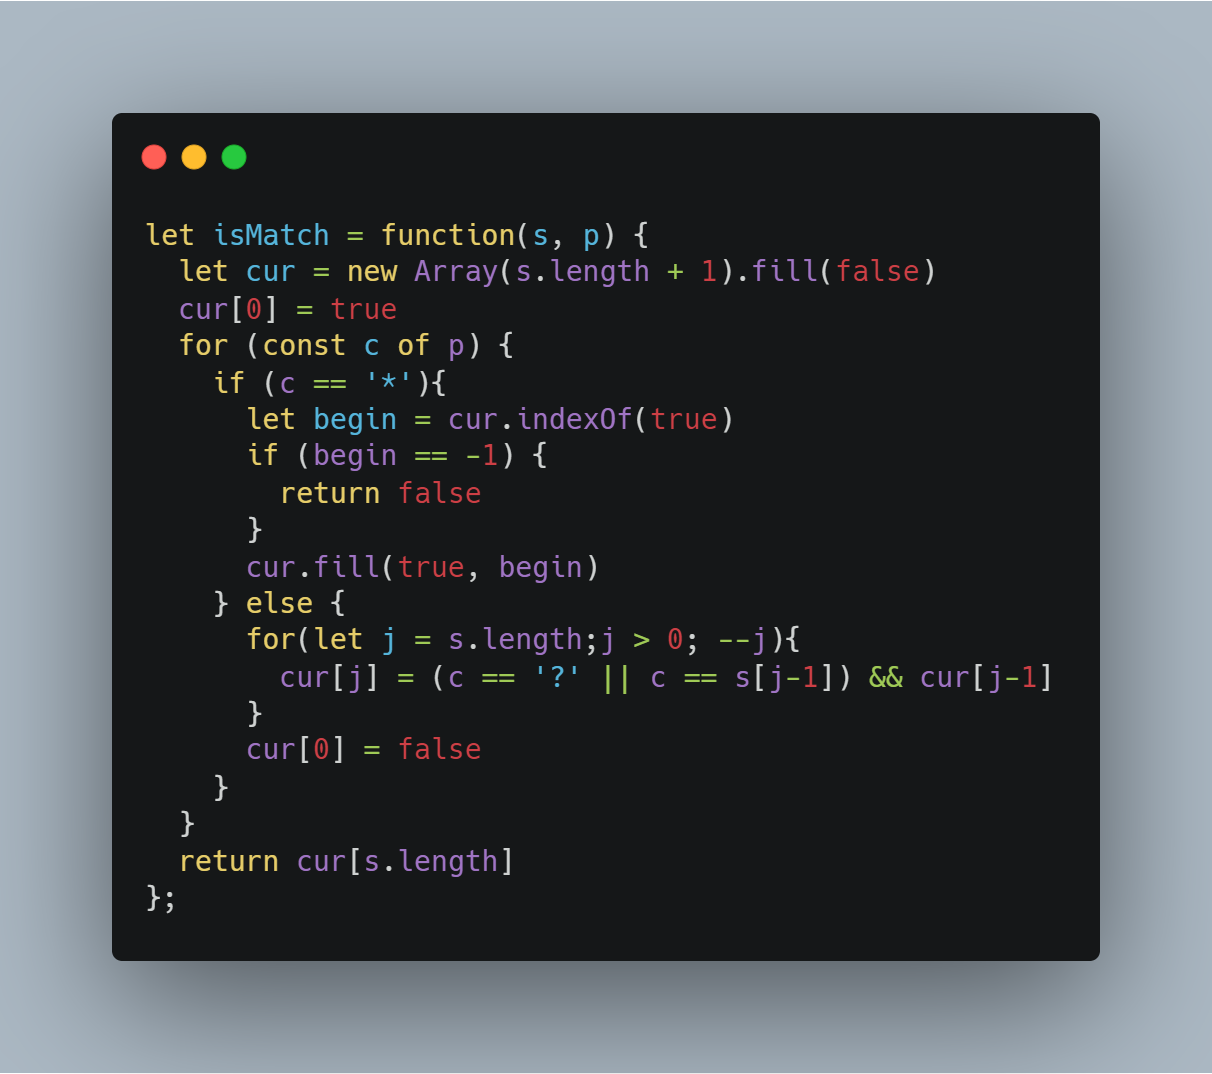 let isMatch = function(s, p) {
  let cur = new Array(s.length + 1).fill(false)
  cur[0] = true
  for (const c of p) {
    if (c == '*'){
      let begin = cur.indexOf(true)
      if (begin == -1) {
        return false
      }
      cur.fill(true, begin)
    } else {
      for(let j = s.length;j > 0; --j){
        cur[j] = (c == '?' || c == s[j-1]) && cur[j-1]
      }
      cur[0] = false
    }
  }
  return cur[s.length]
};